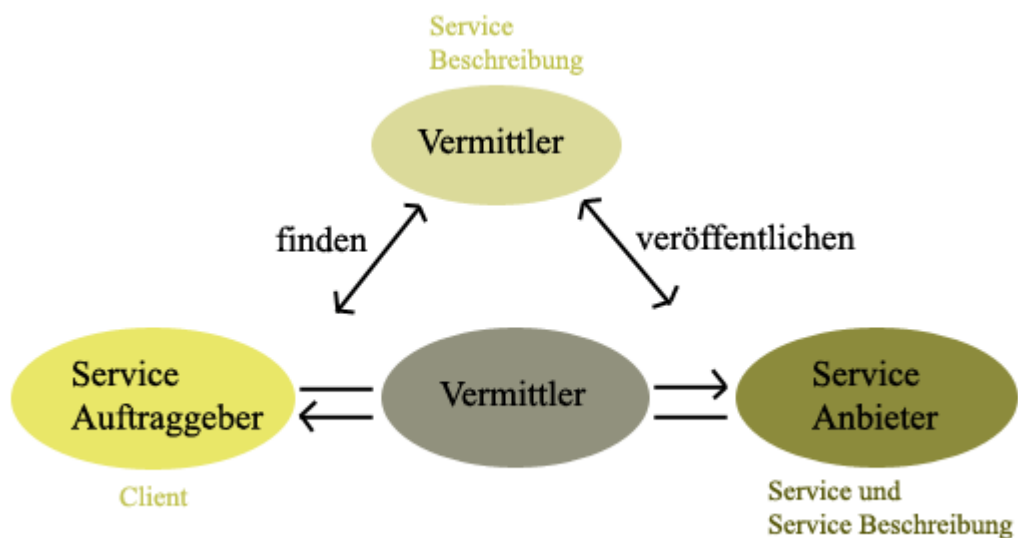 Service
Beschreibung
Vermittler
finden
veröffentlichen
Service
Auftraggeber
Vermittler
Service
Anbieter
Client
Service und
Service Beschreibung